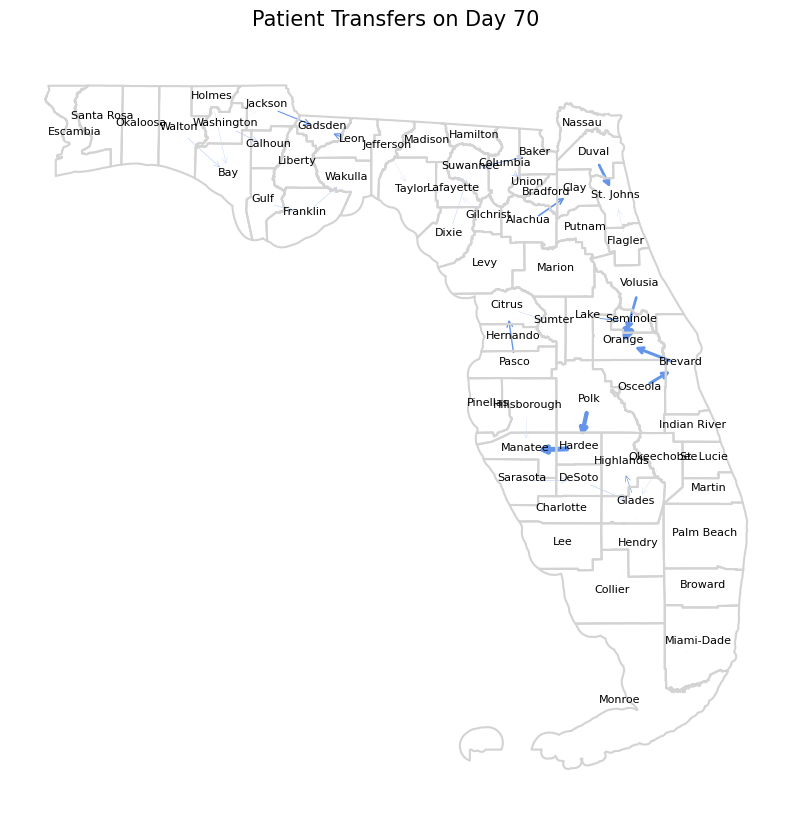 Patient Transfers on Day 70
Holmes
Jackson
Santa Rosa
Okaloosa
Walton
Washington
Escambia
Gadsden
Leon
Calhoun
Jefferson
Madison
Hamilton
Nassau
Duval
Baker
Liberty
Suwannee
Columbia
Bay
Wakulla
Union
Taylor
Lafayette
Bradford
Clay
St. Johns
Gulf
Franklin
Gilchrist
Alachua
Putnam
Dixie
Flagler
Levy
Marion
Volusia
Citrus
Sumter
Lake
Seminole
Hernando
Orange
Pasco
Brevard
Osceola
Pinellas
Hillsborough
Polk
Indian River
Manatee
Hardee
Highlands
Okeechobee
St. Lucie
Sarasota
DeSoto
Martin
Glades
Charlotte
Palm Beach
Lee
Hendry
Collier
Broward
Miami-Dade
Monroe